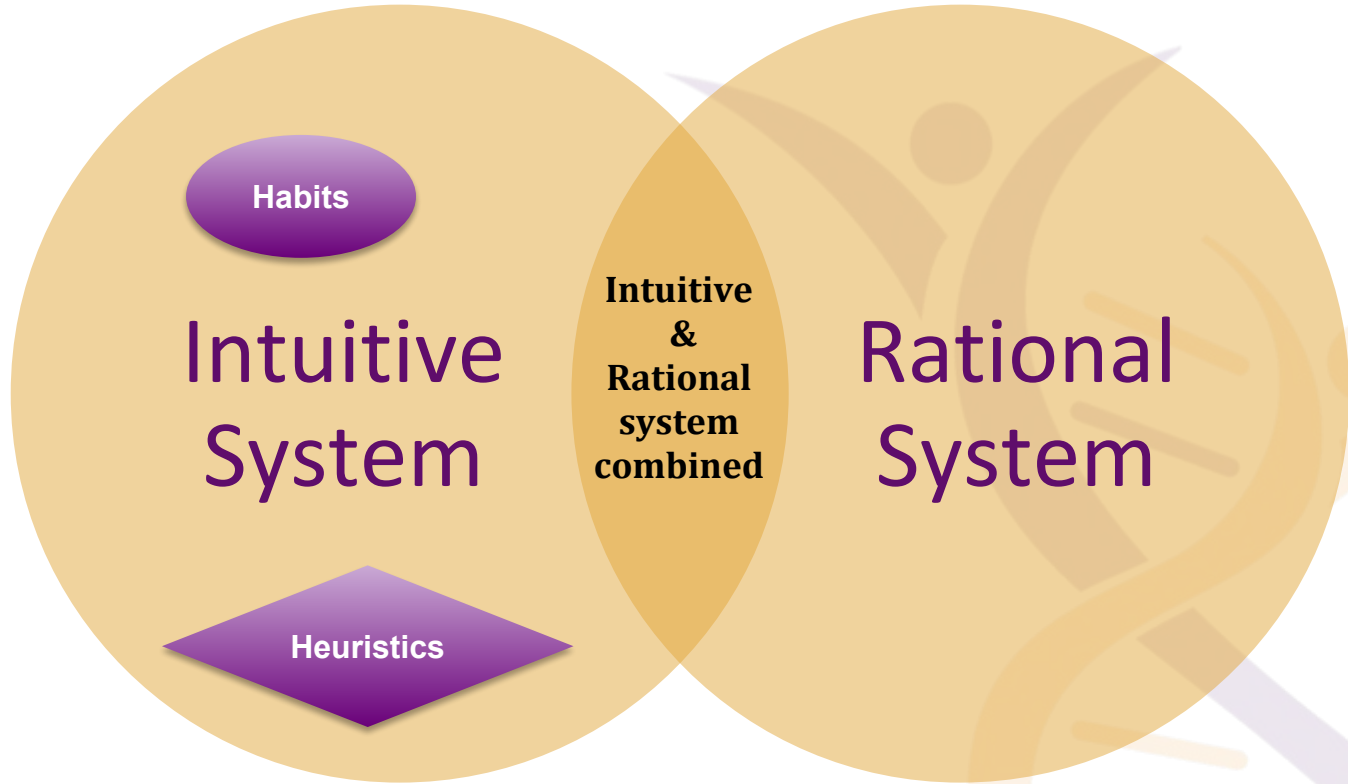 Habits
Intuitive
System
Heuristics
Intuitive
&
Rational
system
combined
Rational
System